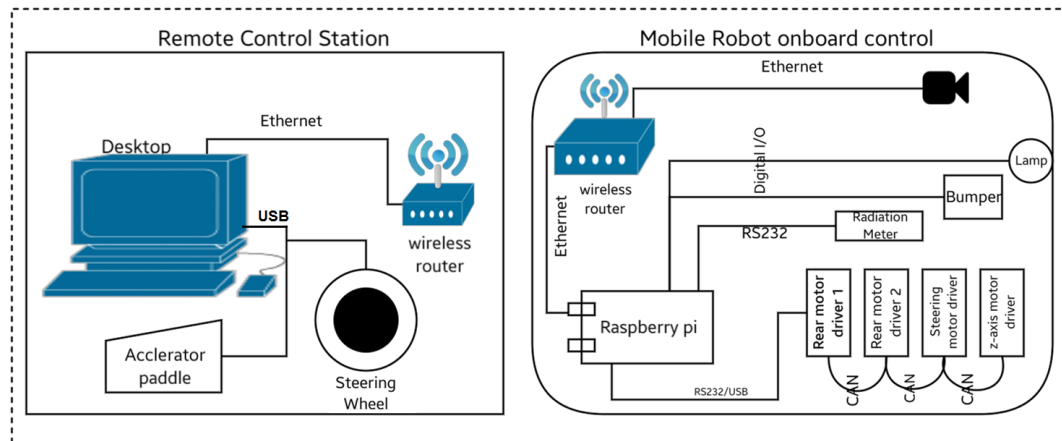 Remote Control Station
Mobile Robot onboard control
Ethernet
Desktop
USB
wireless
router
Acclerator
paddle
Steering
Wheel
Ethernet
wireless
router
Ethernet
Digital I/O
Lamp
Bumper
RS232
Radiation
Meter
Raspberry pi
RS232/USB
Rear motor
driver 1
Rear motor
driver 2
Steering
motor driver
z-axis motor
driver
CAN
CAN
CAN